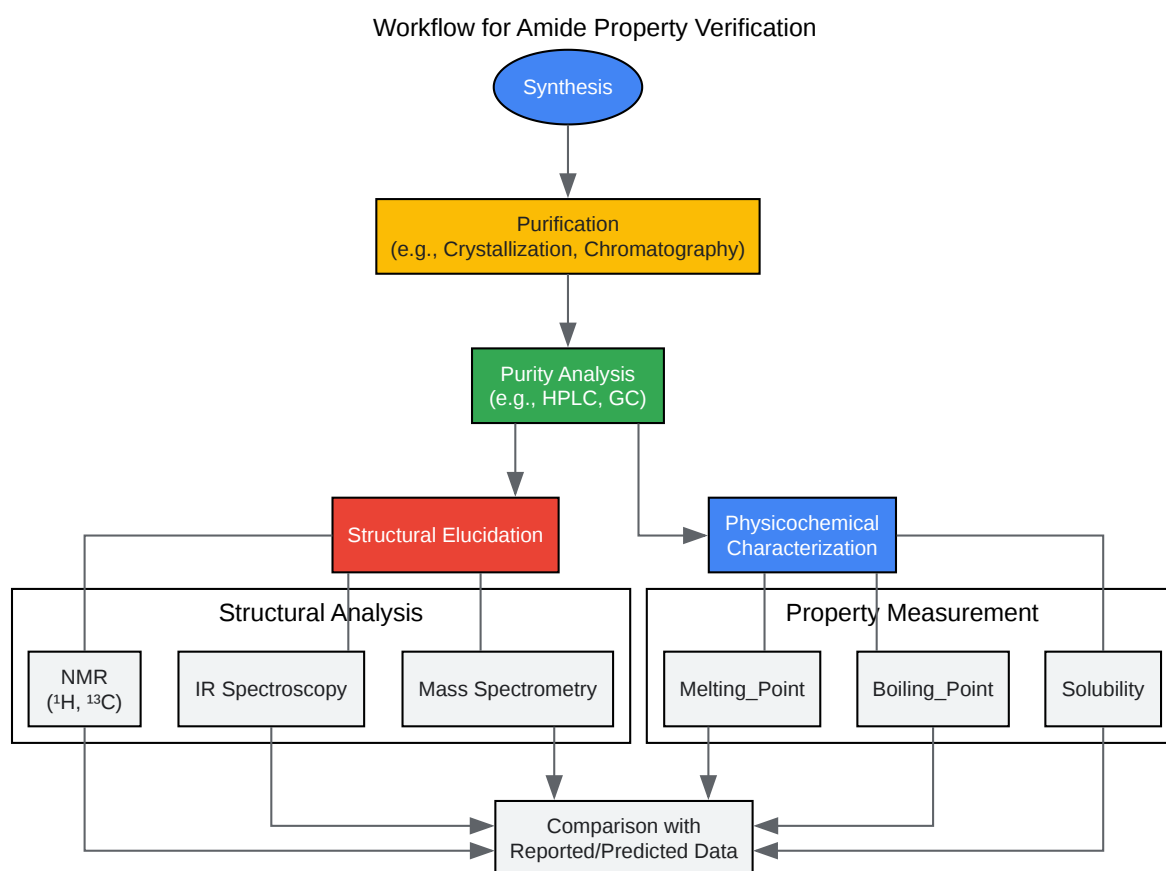 Workflow for Amide Property Verification
Synthesis
Purification
(e.g., Crystallization, Chromatography)
Purity Analysis
(e.g., HPLC, GC)
Structural Elucidation
Physicochemical
Characterization
Structural Analysis
Property Measurement
NMR
(¹H, ¹³C)
IR Spectroscopy
Mass Spectrometry
Melting_Point
Boiling_Point
Solubility
Comparison with
Reported/Predicted Data